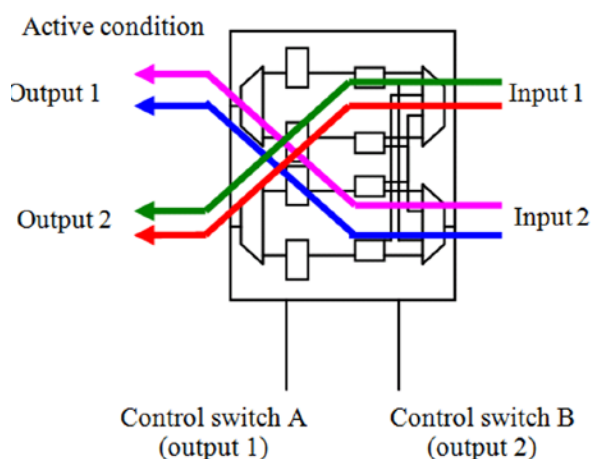 Active condition
Output 1
Input 1
Output 2
Input 2
Control switch A
(output 1)
Control switch B
(output 2)